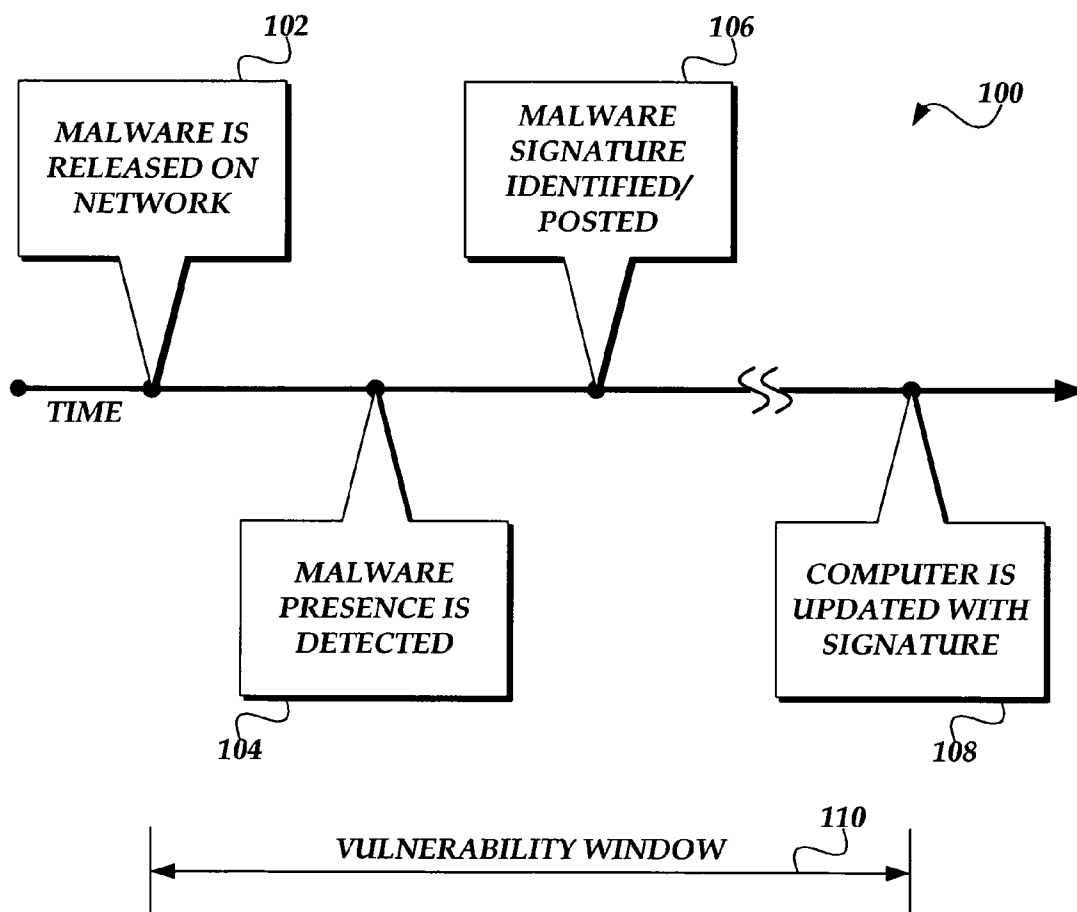 102
MALWARE IS
RELEASED ON
NETWORK
106
MALWARE
SIGNATURE
IDENTIFIED/
POSTED
100
TIME
MALWARE
PRESENCE IS
DETECTED
104
COMPUTER IS
UPDATED WITH
SIGNATURE
108
VULNERABILITY WINDOW
110